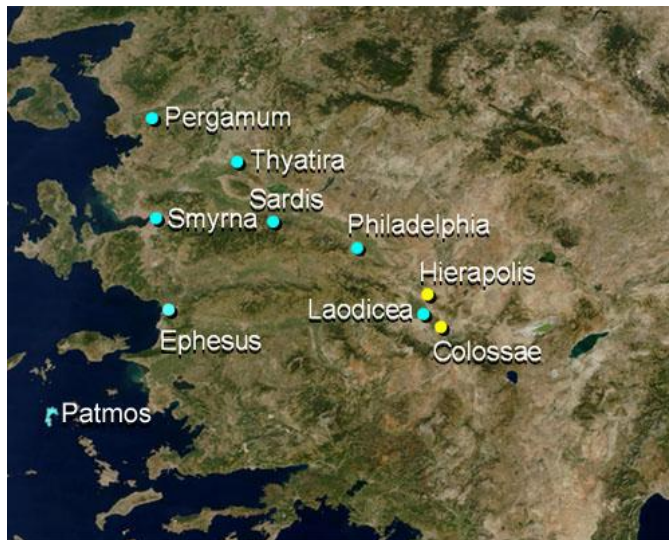 Pergamum
Thyatira
Sardis
Smyrna
Philadelphia
Hierapolis
Laodicea
Ephesus
Colossae
Patmos